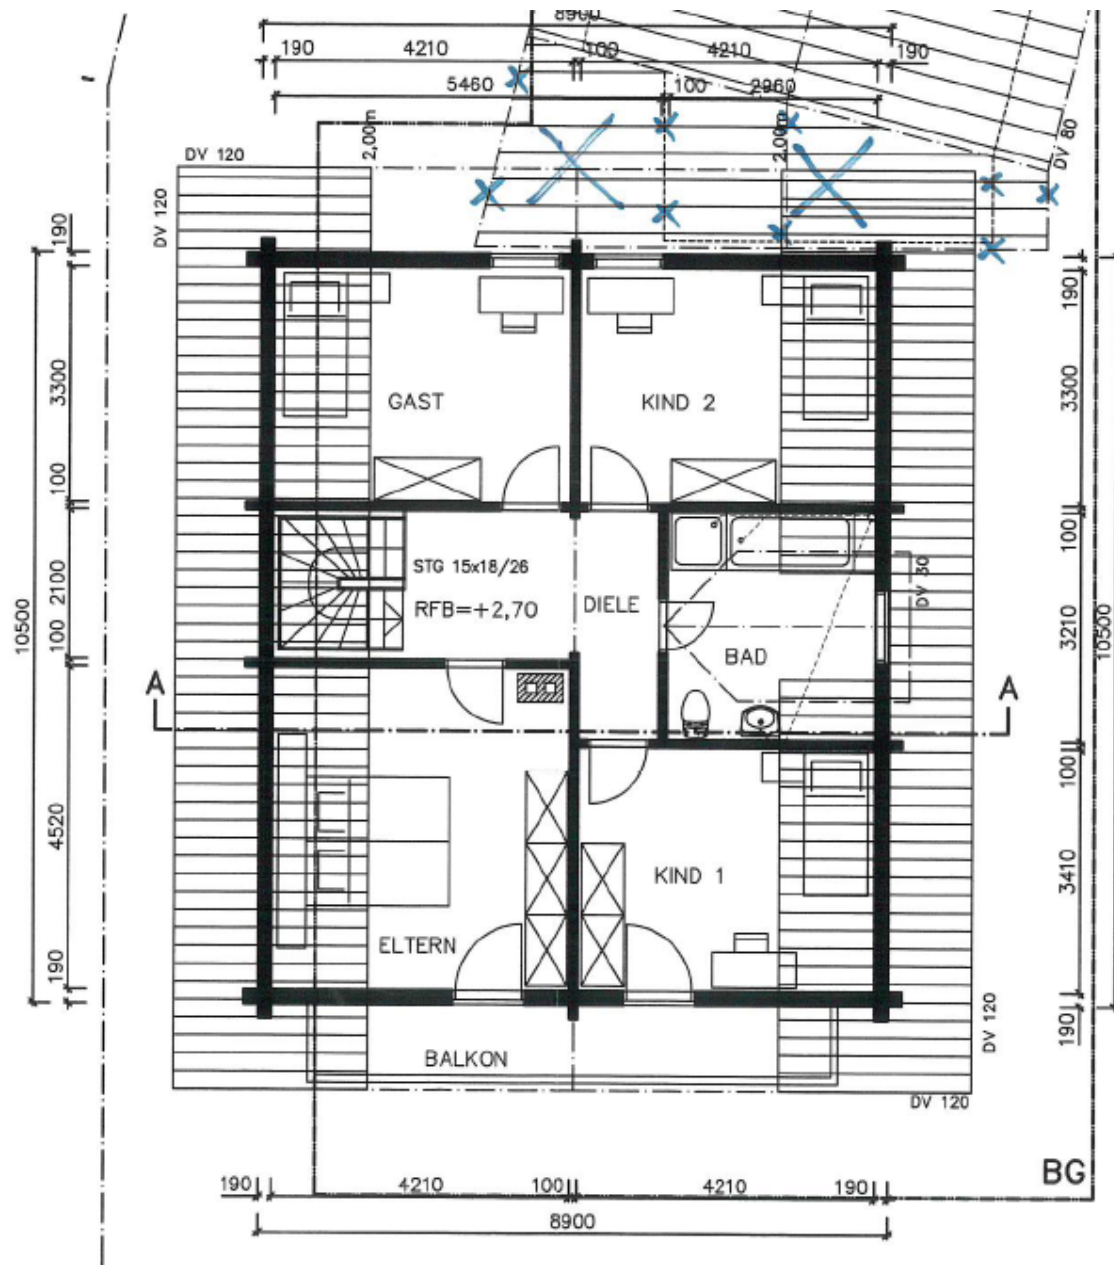 8900
190 4210 100 4210 190
5460 100 2960
2,00m
2,00m
DV 80
DV 120
DV 120
190
190
3300
3300
GAST
KIND 2
100
100
STG 15x18/26
RFB=+2,70
DIELE
DV 30
2100
10500
3210
10500
100
BAD
A
A
100
4520
3410
KIND 1
ELTERN
190
190
DV 120
BALKON
DV 120
BG
190 4210 100 4210 190
8900